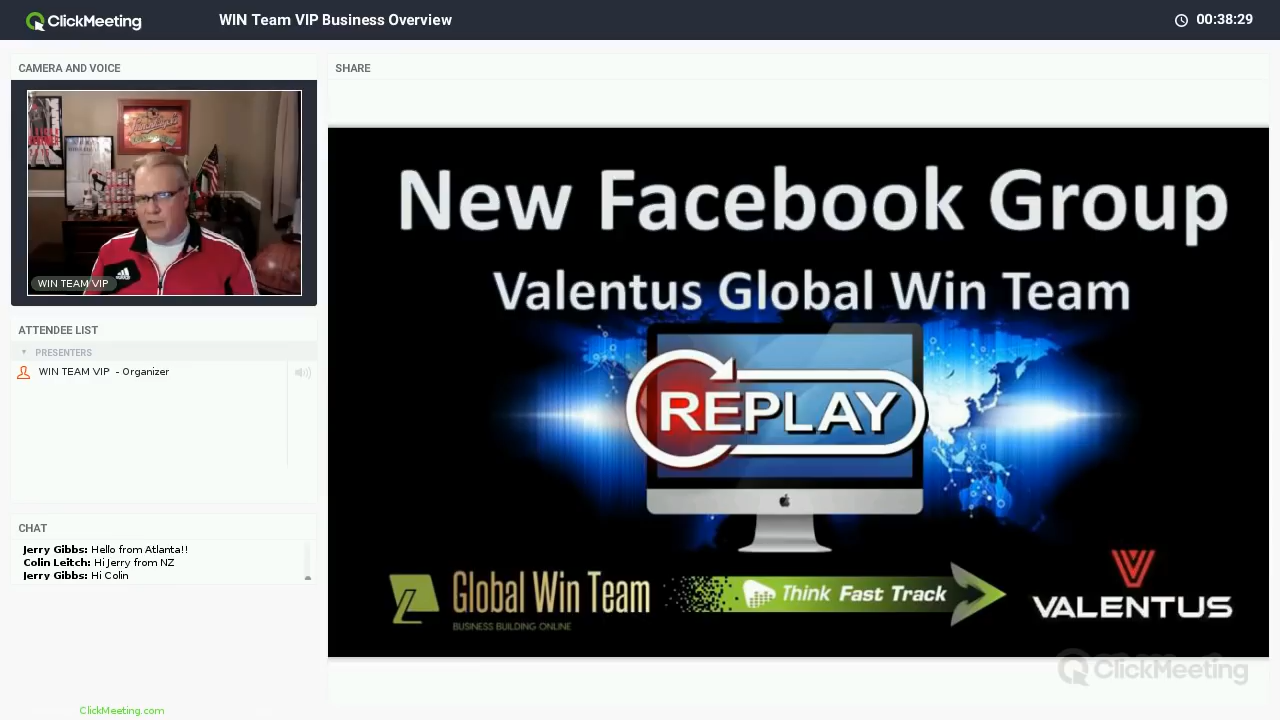 ClickMeeting
WIN Team VIP Business Overview
00:38:29
CAMERA AND VOICE
WIN TEAM VIP
ATTENDEE LIST
PRESENTERS
WIN TEAM VIP - Organizer
CHAT
Jerry Gibbs: Hello from Atlanta!!
Colin Leitch: Hi Jerry from NZ
Jerry Gibbs: Hi Colin
ClickMeeting.com
SHARE
New Facebook Group
Valentus Global Win Team
REPLAY
Global Win Team
BUSINESS BUILDING ONLINE
Think Fast Track
VALENTUS
ClickMeeting